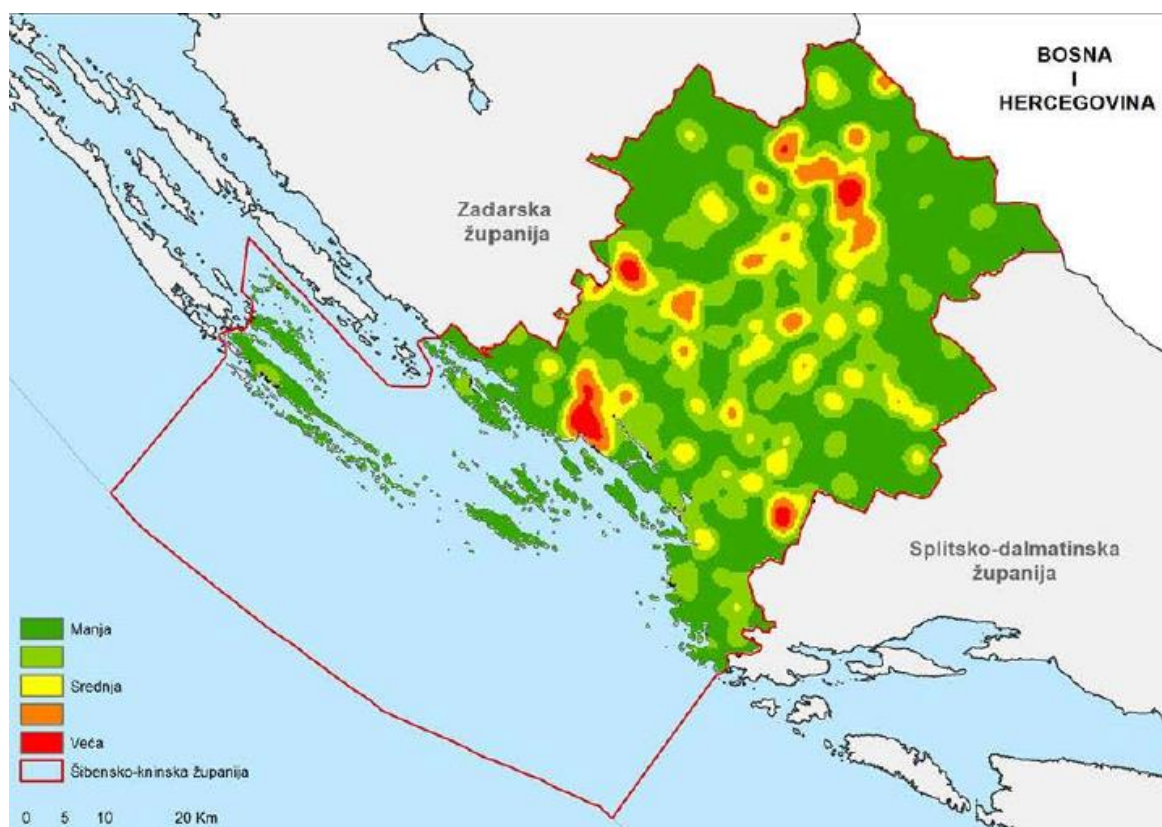 BOSNA
I
HERCEGOVINA
Zadarska
županija
Splitsko-dalmatinska
županija
Manja
Srednja
Veća
Šibensko-kninska županija
0 5 10 20 Km